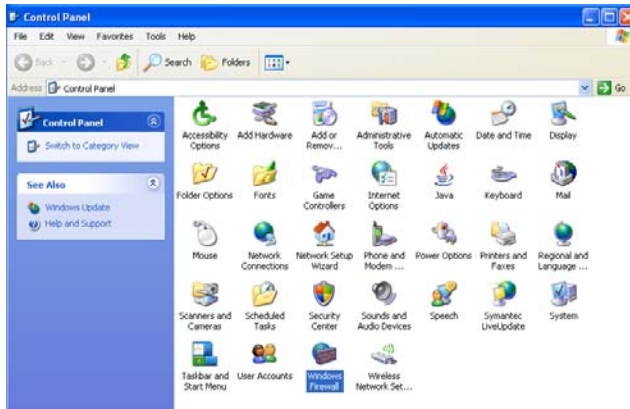 Control Panel
File Edit View Favorites Tools Help
Back Search Folders
Address Control Panel Go
Control Panel
Switch to Category View
See Also
Windows Update
Help and Support
Accessibility Options
Add Hardware
Add or Remov...
Administrative Tools
Automatic Updates
Date and Time
Display
Folder Options
Fonts
Game Controllers
Internet Options
Java
Keyboard
Mail
Mouse
Network Connections
Network Setup Wizard
Phone and Modem ...
Power Options
Printers and Faxes
Regional and Language ...
Scanners and Cameras
Scheduled Tasks
Security Center
Sounds and Audio Devices
Speech
Symantec LiveUpdate
System
Taskbar and Start Menu
User Accounts
Windows Firewall
Wireless Network Set...